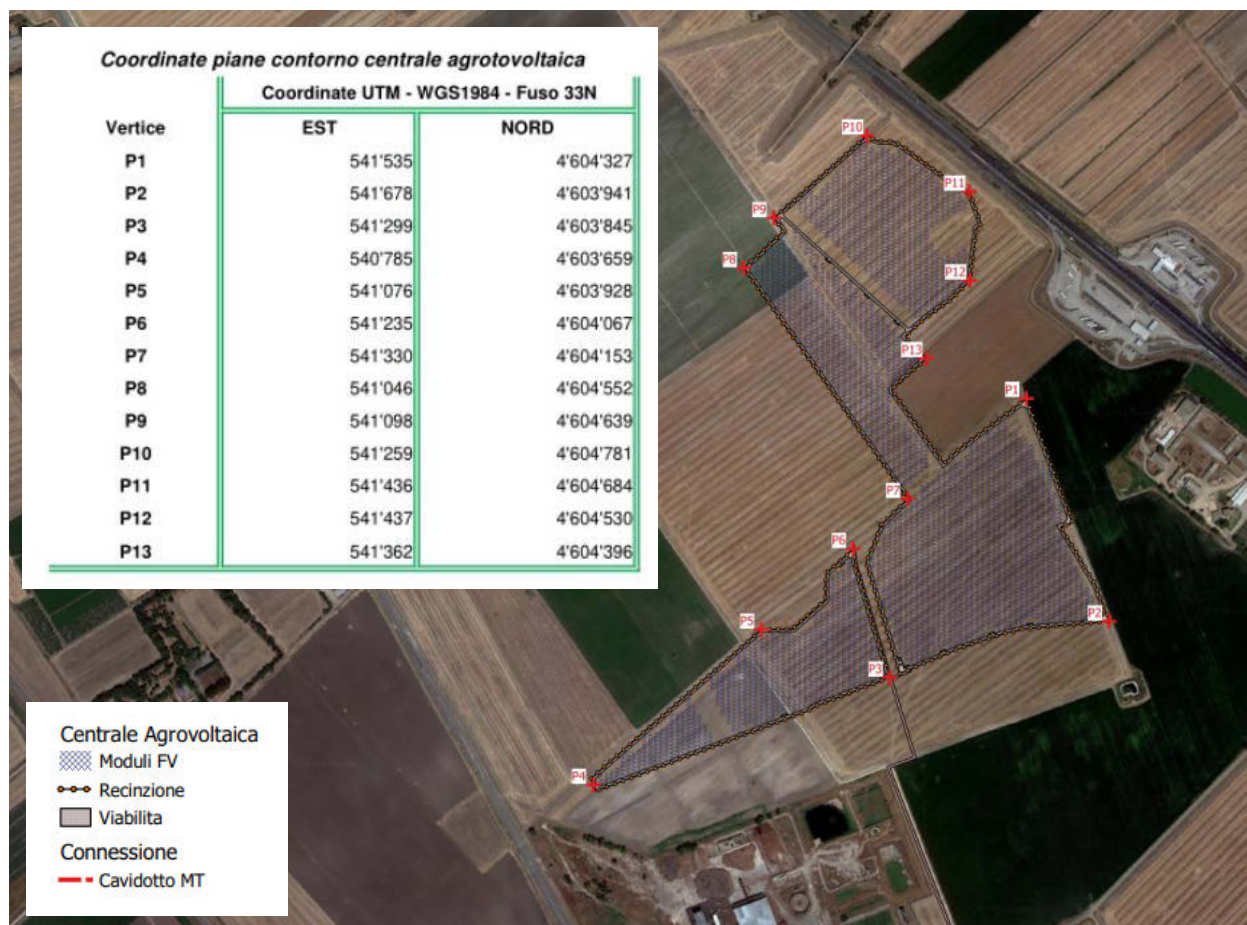 Coordinate piane contorno centrale agrotovoltaica
Coordinate UTM - WGS1984 - Fuso 33N
Vertice EST NORD
P1 541'535 4'604'327
P2 541'678 4'603'941
P3 541'299 4'603'845
P4 540'785 4'603'659
P5 541'076 4'603'928
P6 541'235 4'604'067
P7 541'330 4'604'153
P8 541'046 4'604'552
P9 541'098 4'604'639
P10 541'259 4'604'781
P11 541'436 4'604'684
P12 541'437 4'604'530
P13 541'362 4'604'396
P10
P11
P9
P8
P12
P13
P1
P7
P6
P5
P2
P3
P4
Centrale Agrovoltaica
Moduli FV
Recinzione
Viabilita
Connessione
Cavidotto MT